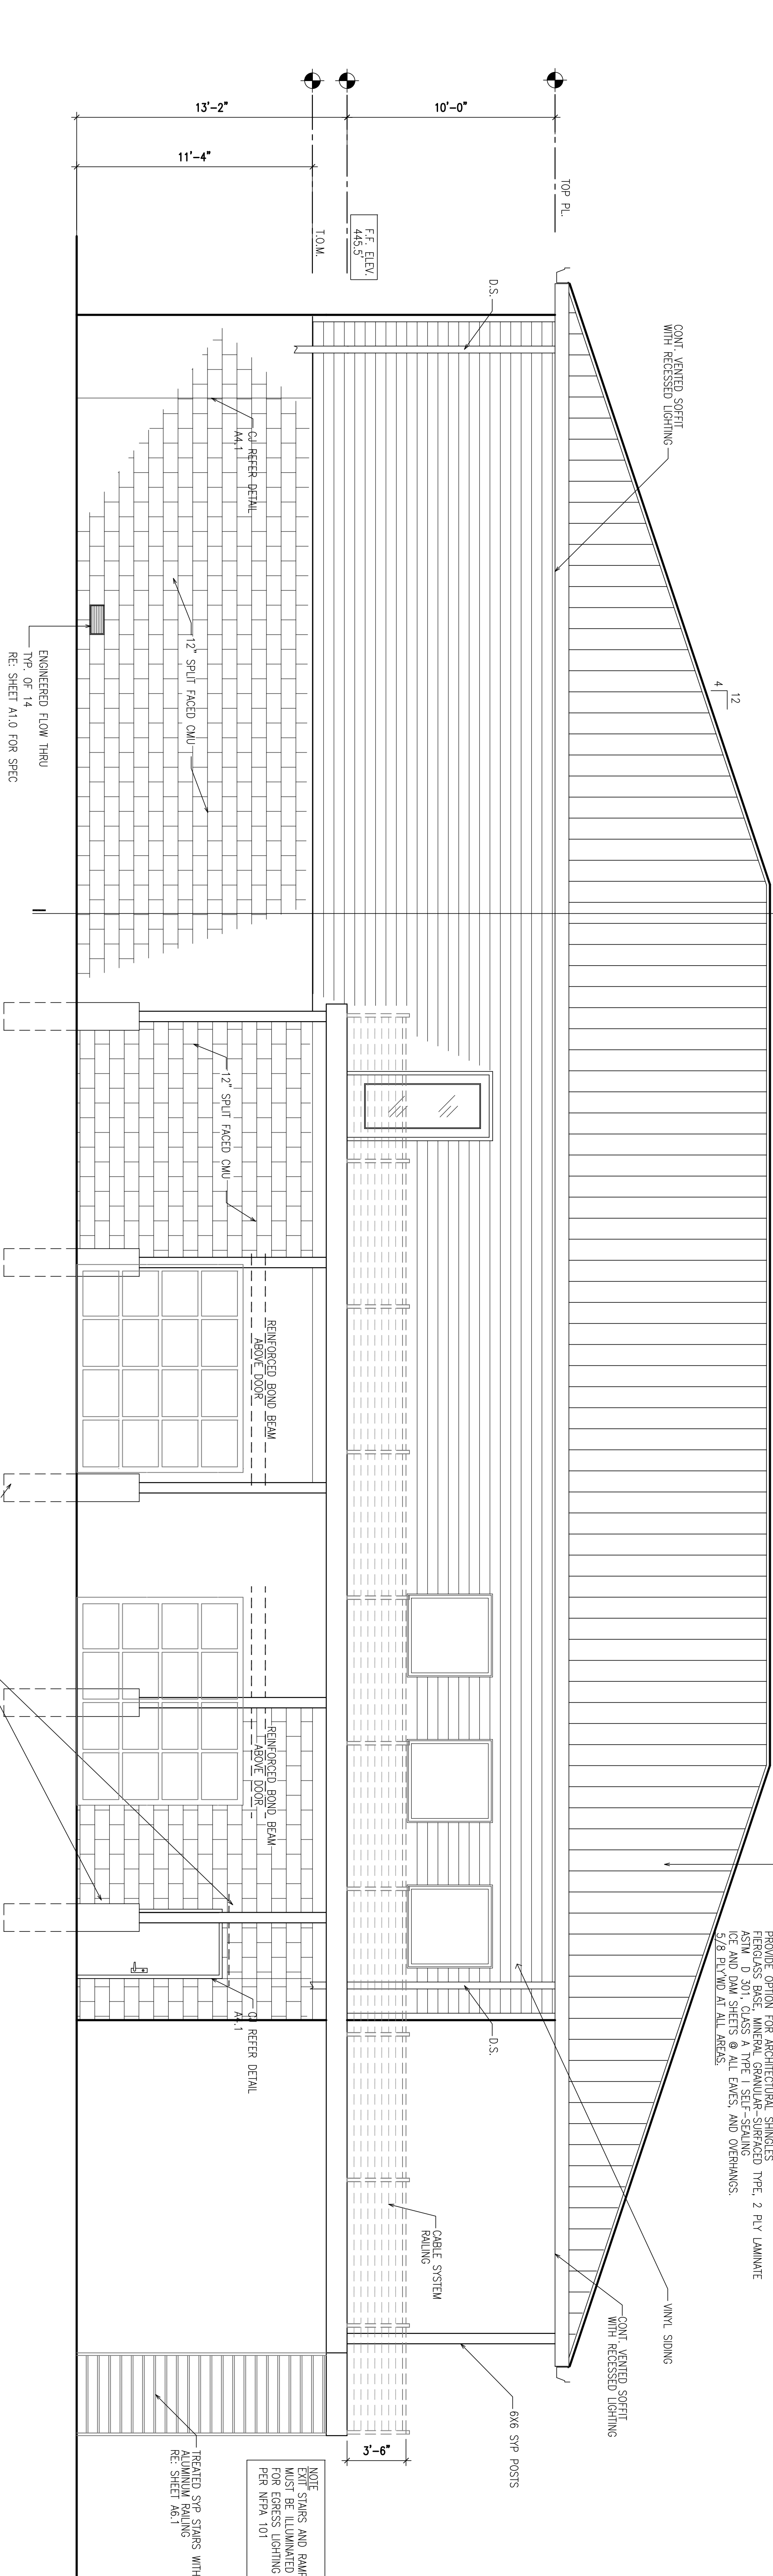 13'-2"
10'-0"
11'-4"
TOP PL.
F.F. ELEV.
445.5'
T.O.M.
D.S.
CONT. VENTED SOFFIT
WITH RECESSED LIGHTING
CJ REFER DETAIL
A4.1
12" SPLIT FACED CMU
ENGINEERED FLOW THRU
TYP. OF 14
RE: SHEET A1.0 FOR SPEC
12
4
12" SPLIT FACED CMU
REINFORCED BOND BEAM
ABOVE DOOR
REINFORCED BOND BEAM
ABOVE DOOR
PROVIDE OPTION FOR ARCHITECTURAL SHINGLES
FIERGLASS BASE, MINERAL GRANULAR-SURFACED TYPE, 2 PLY LAMINATE
ASTM D 301, CLASS A TYPE I SELF-SEALING
ICE AND DAM SHEETS @ ALL EAVES, AND OVERHANGS.
5/8 PLY'WD AT ALL AREAS.
CJ REFER DETAIL
A4.1
D.S.
CABLE SYSTEM
RAILING
VINYL SIDING
CONT. VENTED SOFFIT
WITH RECESSED LIGHTING
6X6 SYP POSTS
3'-6"
TREATED SYP STAIRS WITH
ALUMINUM RAILING
RE: SHEET A6.1
NOTE
EXIT STAIRS AND RAMP
MUST BE ILLUMINATED
FOR EGRESS LIGHTING
PER NFPA 101